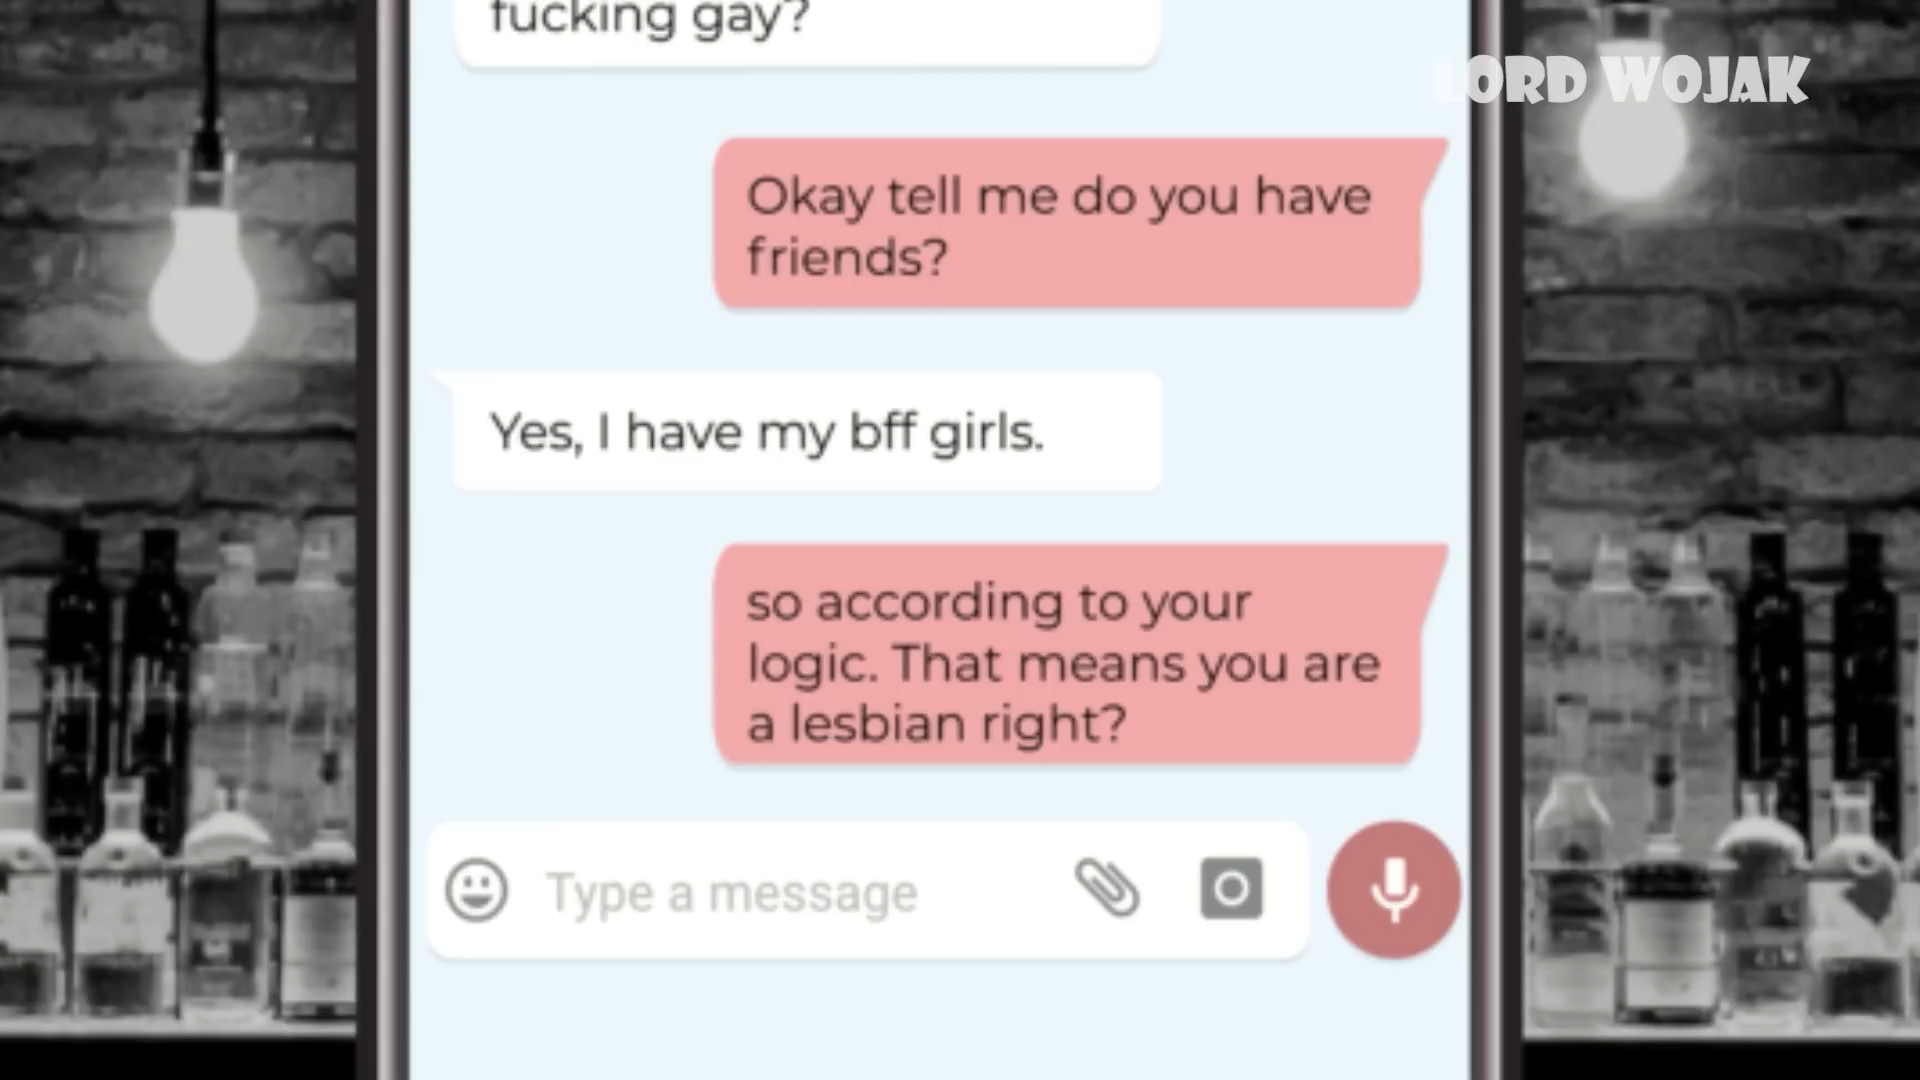 fucking gay?
LORD WOJAK
Okay tell me do you have
friends?
Yes, I have my bff girls.
so according to your
logic. That means you are
a lesbian right?
Type a message